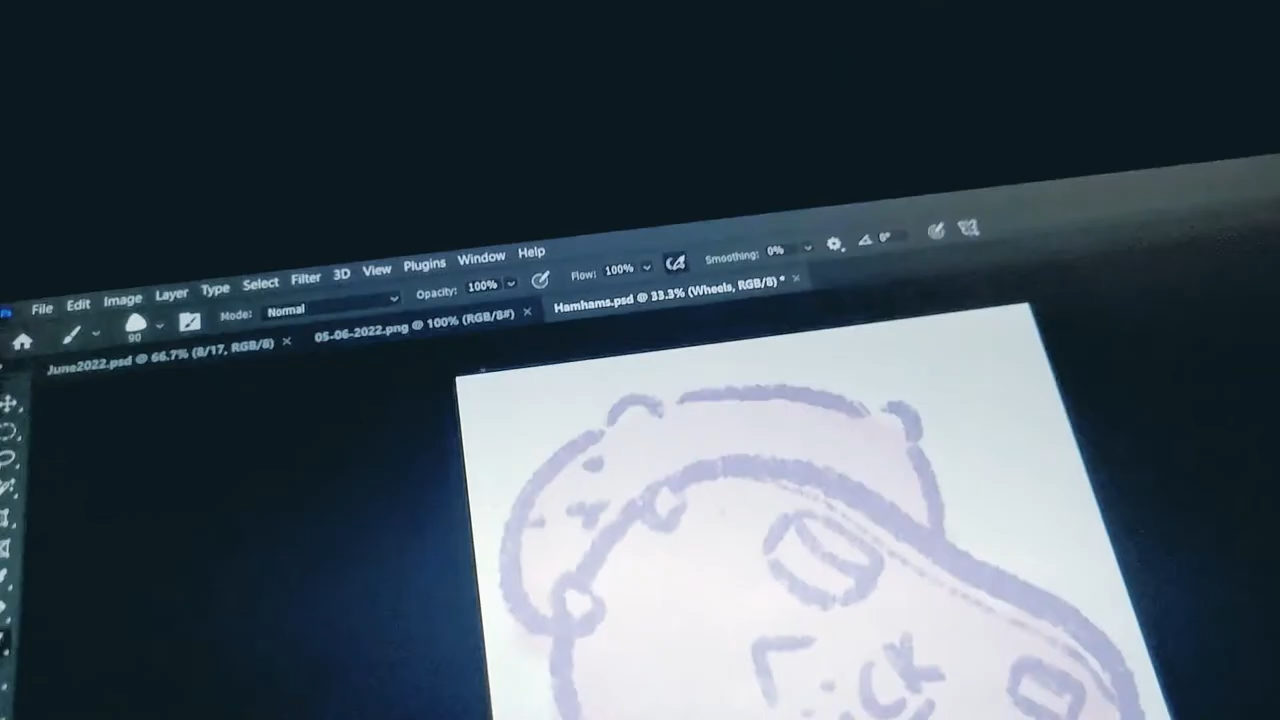 File Edit Image Layer Type Select Filter 3D View Plugins Window Help
90 Mode: Normal Opacity: 100% Flow: 100% Smoothing: 0% 0°
June2022.psd @ 66.7% (8/17, RGB/8) × 05-06-2022.png @ 100% (RGB/8#) × Hamhams.psd @ 33.3% (Wheels, RGB/8) * ×